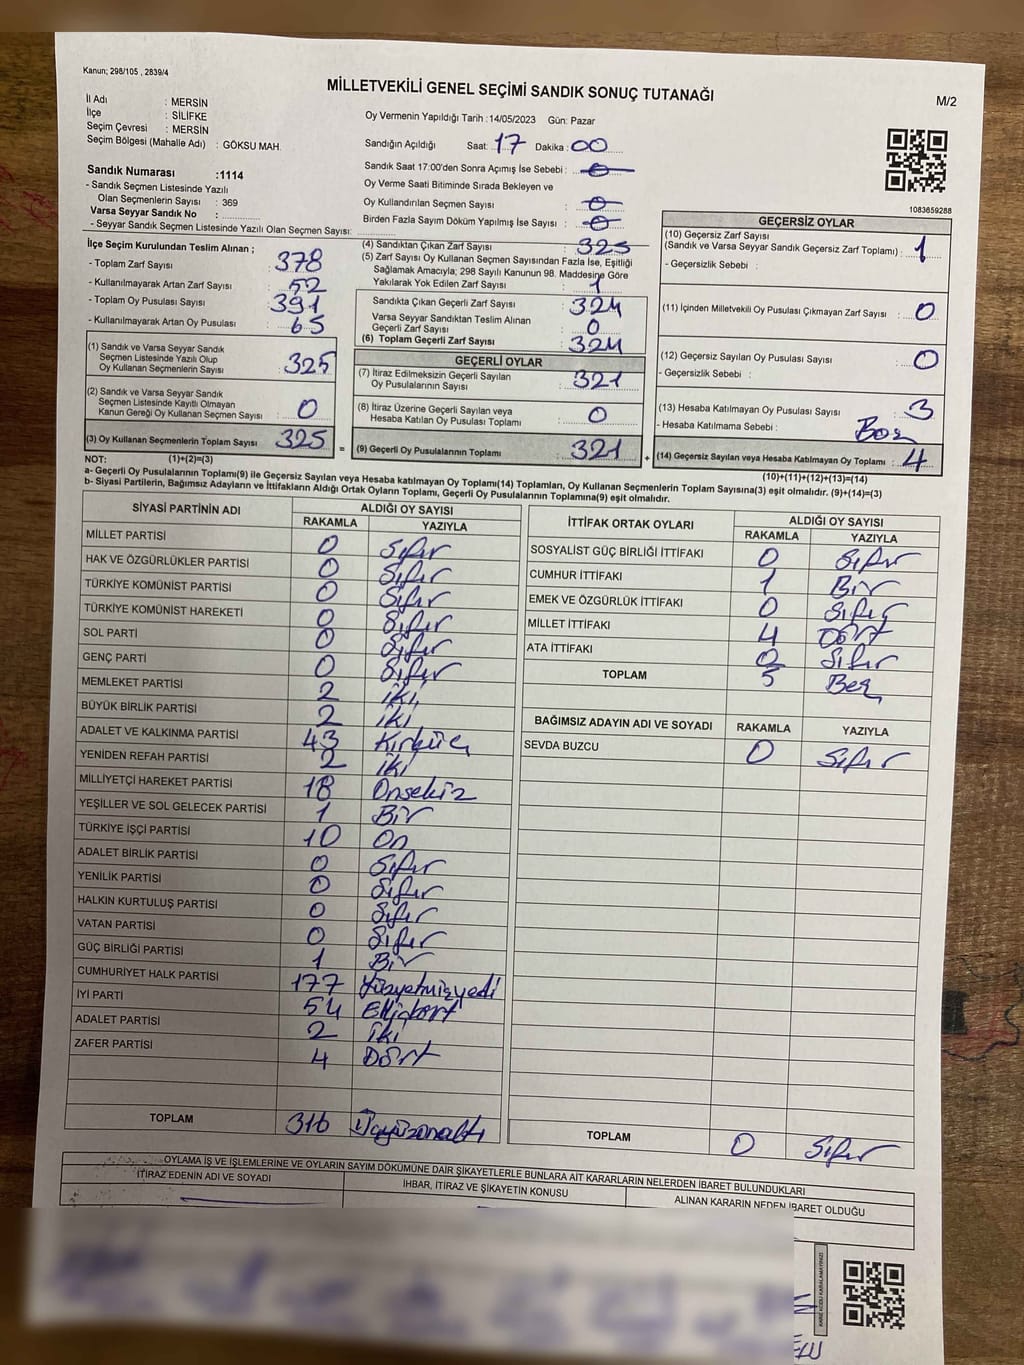 Kanun; 298/105 , 2839/4
MİLLETVEKİLİ GENEL SEÇİMİ SANDIK SONUÇ TUTANAĞI
M/2
İl Adı : MERSİN
İlçe : SİLİFKE
Seçim Çevresi : MERSİN
Seçim Bölgesi (Mahalle Adı) : GÖKSU MAH.
Sandık Numarası :1114
- Sandık Seçmen Listesinde Yazılı
Olan Seçmenlerin Sayısı : 369
Varsa Seyyar Sandık No :
- Seyyar Sandık Seçmen Listesinde Yazılı Olan Seçmen Sayısı:
Oy Vermenin Yapıldığı Tarih : 14/05/2023 Gün: Pazar
Sandığın Açıldığı Saat: 17 Dakika : 00
Sandık Saat 17:00'den Sonra Açımış İse Sebebi : 0
Oy Verme Saati Bitiminde Sırada Bekleyen ve
Oy Kullandırılan Seçmen Sayısı : 0
Birden Fazla Sayım Döküm Yapılmış İse Sayısı : 0
1083659288
İlçe Seçim Kurulundan Teslim Alınan ;
- Toplam Zarf Sayısı : 378
- Kullanılmayarak Artan Zarf Sayısı : 52
- Toplam Oy Pusulası Sayısı : 391
- Kullanılmayarak Artan Oy Pusulası : 65
(1) Sandık ve Varsa Seyyar Sandık
Seçmen Listesinde Yazılı Olup
Oy Kullanan Seçmenlerin Sayısı : 325
(2) Sandık ve Varsa Seyyar Sandık
Seçmen Listesinde Kayıtlı Olmayan
Kanun Gereği Oy Kullanan Seçmen Sayısı : 0
(3) Oy Kullanan Seçmenlerin Toplam Sayısı 325
(4) Sandıktan Çıkan Zarf Sayısı : 325
(5) Zarf Sayısı Oy Kullanan Seçmen Sayısından Fazla İse, Eşitliği
Sağlamak Amacıyla; 298 Sayılı Kanunun 98. Maddesine Göre
Yakılarak Yok Edilen Zarf Sayısı : 1
Sandıkta Çıkan Geçerli Zarf Sayısı : 324
Varsa Seyyar Sandıktan Teslim Alınan
Geçerli Zarf Sayısı : 0
(6) Toplam Geçerli Zarf Sayısı : 324
GEÇERLİ OYLAR
(7) İtiraz Edilmeksizin Geçerli Sayılan
Oy Pusulalarının Sayısı : 321
(8) İtiraz Üzerine Geçerli Sayılan veya
Hesaba Katılan Oy Pusulası Toplamı : 0
= (9) Geçerli Oy Pusulalarının Toplamı : 321
GEÇERSİZ OYLAR
(10) Geçersiz Zarf Sayısı
(Sandık ve Varsa Seyyar Sandık Geçersiz Zarf Toplamı) : 1
- Geçersizlik Sebebi :
(11) İçinden Milletvekili Oy Pusulası Çıkmayan Zarf Sayısı : 0
(12) Geçersiz Sayılan Oy Pusulası Sayısı : 0
- Geçersizlik Sebebi :
(13) Hesaba Katılmayan Oy Pusulası Sayısı : 3
- Hesaba Katılmama Sebebi : Boş
+ (14) Geçersiz Sayılan veya Hesaba Katılmayan Oy Toplamı : 4
NOT: (1)+(2)=(3)
(10)+(11)+(12)+(13)=(14)
a- Geçerli Oy Pusulalarının Toplamı(9) ile Geçersiz Sayılan veya Hesaba katılmayan Oy Toplamı(14) Toplamları, Oy Kullanan Seçmenlerin Toplam Sayısına(3) eşit olmalıdır. (9)+(14)=(3)
b- Siyasi Partilerin, Bağımsız Adayların ve İttifakların Aldığı Ortak Oyların Toplamı, Geçerli Oy Pusulalarının Toplamına(9) eşit olmalıdır.
SİYASİ PARTİNİN ADI ALDIĞI OY SAYISI
RAKAMLA YAZIYLA
MİLLET PARTİSİ 0 Sıfır
HAK VE ÖZGÜRLÜKLER PARTİSİ 0 Sıfır
TÜRKİYE KOMÜNİST PARTİSİ 0 Sıfır
TÜRKİYE KOMÜNİST HAREKETİ 0 Sıfır
SOL PARTİ 0 Sıfır
GENÇ PARTİ 0 Sıfır
MEMLEKET PARTİSİ 2 İki
BÜYÜK BİRLİK PARTİSİ 2 İki
ADALET VE KALKINMA PARTİSİ 43 Kırküç
YENİDEN REFAH PARTİSİ 2 İki
MİLLİYETÇİ HAREKET PARTİSİ 18 Onsekiz
YEŞİLLER VE SOL GELECEK PARTİSİ 1 Bir
TÜRKİYE İŞÇİ PARTİSİ 10 On
ADALET BİRLİK PARTİSİ 0 Sıfır
YENİLİK PARTİSİ 0 Sıfır
HALKIN KURTULUŞ PARTİSİ 0 Sıfır
VATAN PARTİSİ 0 Sıfır
GÜÇ BİRLİĞİ PARTİSİ 1 Bir
CUMHURİYET HALK PARTİSİ 177 Yüzyetmişyedi
İYİ PARTİ 54 Ellidört
ADALET PARTİSİ 2 İki
ZAFER PARTİSİ 4 Dört
TOPLAM 316 Üçyüzonaltı
İTTİFAK ORTAK OYLARI ALDIĞI OY SAYISI
RAKAMLA YAZIYLA
SOSYALİST GÜÇ BİRLİĞİ İTTİFAKI 0 Sıfır
CUMHUR İTTİFAKI 1 Bir
EMEK VE ÖZGÜRLÜK İTTİFAKI 0 Sıfır
MİLLET İTTİFAKI 4 Dört
ATA İTTİFAKI 0 Sıfır
TOPLAM 5 Beş
BAĞIMSIZ ADAYIN ADI VE SOYADI RAKAMLA YAZIYLA
SEVDA BUZCU 0 Sıfır
TOPLAM 0 Sıfır
OYLAMA İŞ VE İŞLEMLERİNE VE OYLARIN SAYIM DÖKÜMÜNE DAİR ŞİKAYETLERLE BUNLARA AİT KARARLARIN NELERDEN İBARET BULUNDUKLARI
İTİRAZ EDENİN ADI VE SOYADI İHBAR, İTİRAZ VE ŞİKAYETİN KONUSU ALINAN KARARIN NEDEN İBARET OLDUĞU
KARE KODU KARALAMAYINIZ!